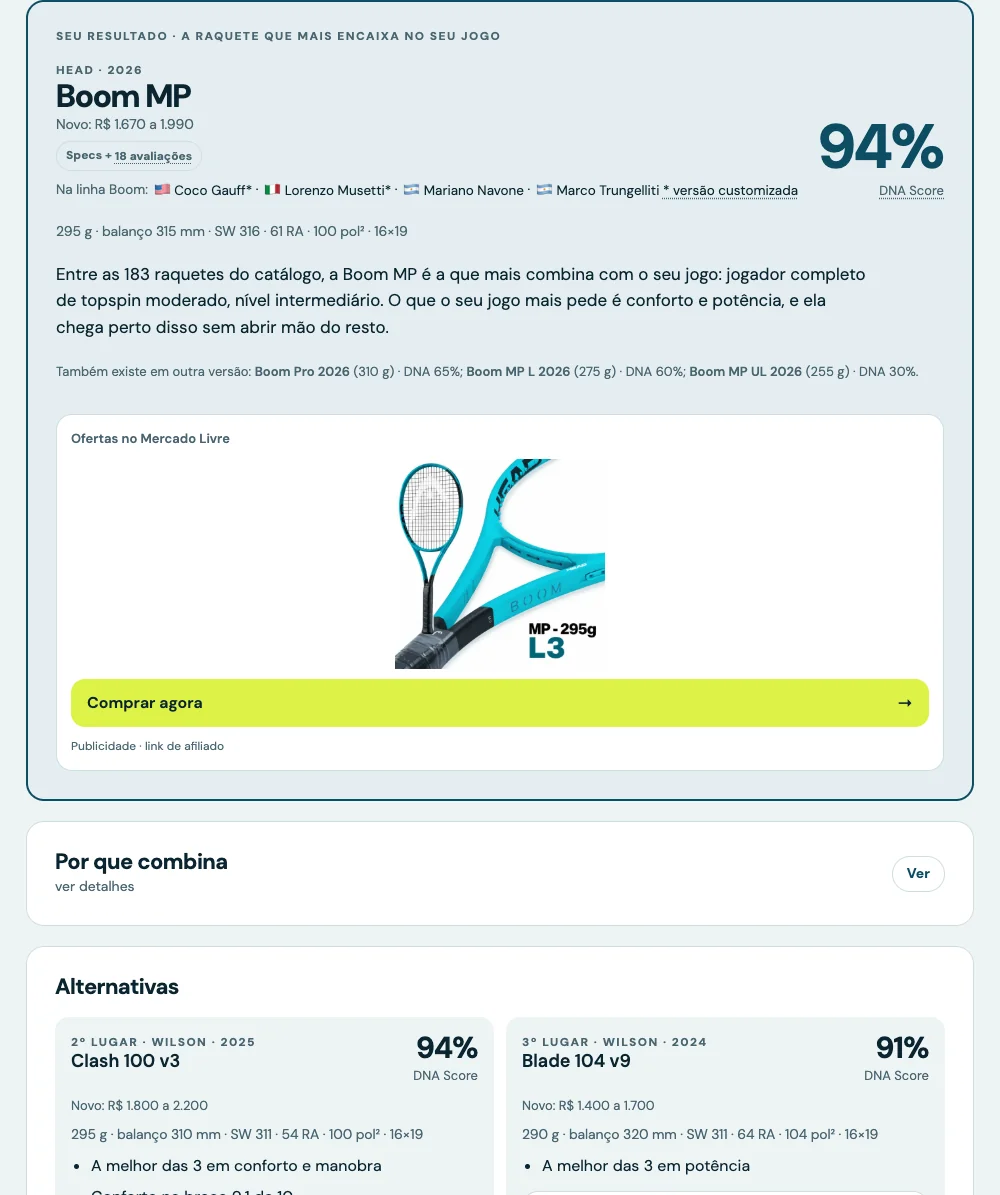 SEU RESULTADO · A RAQUETE QUE MAIS ENCAIXA NO SEU JOGO
HEAD · 2026
Boom MP
Novo: R$ 1.670 a 1.990
Specs + 18 avaliações
94%
DNA Score
Na linha Boom: 🇺🇸 Coco Gauff* · 🇮🇹 Lorenzo Musetti* · 🇦🇷 Mariano Navone · 🇦🇷 Marco Trungelliti * versão customizada
295 g · balanço 315 mm · SW 316 · 61 RA · 100 pol² · 16×19
Entre as 183 raquetes do catálogo, a Boom MP é a que mais combina com o seu jogo: jogador completo
de topspin moderado, nível intermediário. O que o seu jogo mais pede é conforto e potência, e ela
chega perto disso sem abrir mão do resto.
Também existe em outra versão: Boom Pro 2026 (310 g) · DNA 65%; Boom MP L 2026 (275 g) · DNA 60%; Boom MP UL 2026 (255 g) · DNA 30%.
Ofertas no Mercado Livre
HEAD
BOOM
MP - 295g
L3
Comprar agora →
Publicidade · link de afiliado
Por que combina
ver detalhes
Ver
Alternativas
2º LUGAR · WILSON · 2025
Clash 100 v3
94%
DNA Score
Novo: R$ 1.800 a 2.200
295 g · balanço 310 mm · SW 311 · 54 RA · 100 pol² · 16×19
• A melhor das 3 em conforto e manobra
3º LUGAR · WILSON · 2024
Blade 104 v9
91%
DNA Score
Novo: R$ 1.400 a 1.700
290 g · balanço 320 mm · SW 311 · 64 RA · 104 pol² · 16×19
• A melhor das 3 em potência